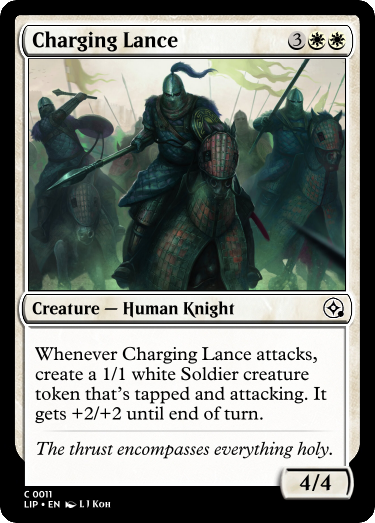 Charging Lance 3
Creature — Human Knight
Whenever Charging Lance attacks,
create a 1/1 white Soldier creature
token that's tapped and attacking. It
gets +2/+2 until end of turn.
The thrust encompasses everything holy.
4/4
C 0011
LIP • EN LJ Koh